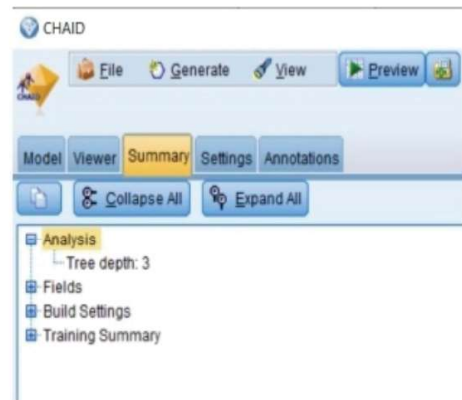 CHAID
File Generate View Preview
CHAID
Model Viewer Summary Settings Annotations
Collapse All Expand All
Analysis
Tree depth: 3
Fields
Build Settings
Training Summary